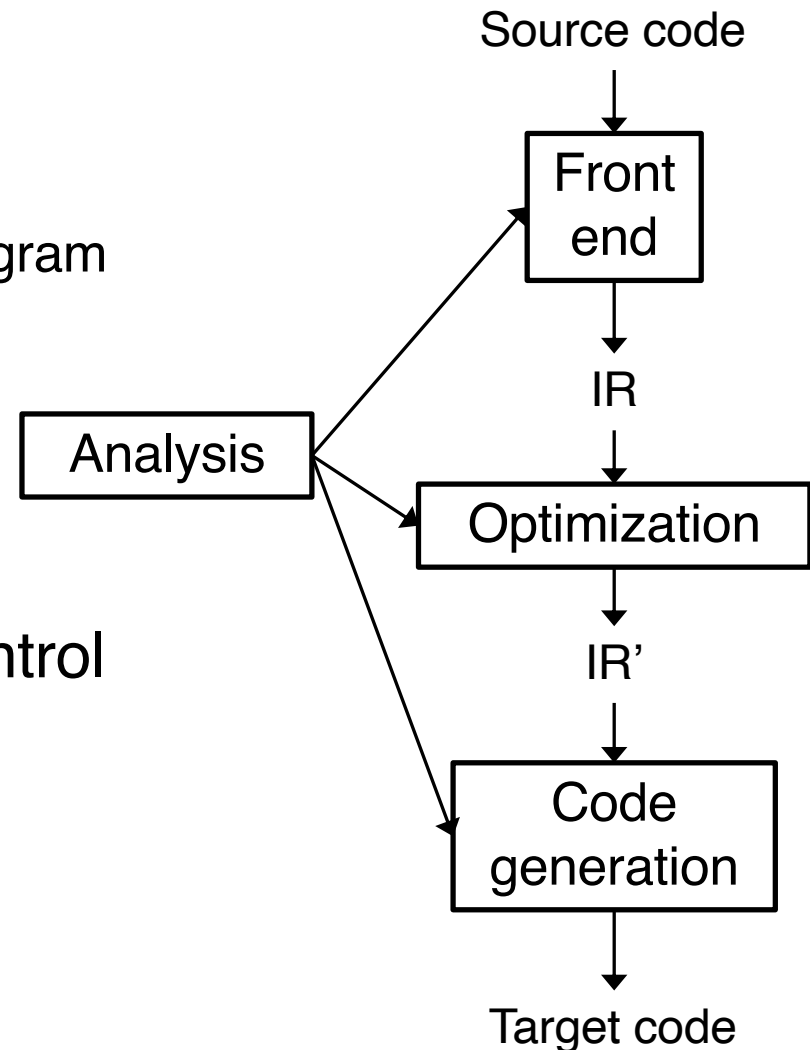 Source code
Front
end
gram
IR
Analysis
Optimization
ntrol
IR’
Code
generation
Target code